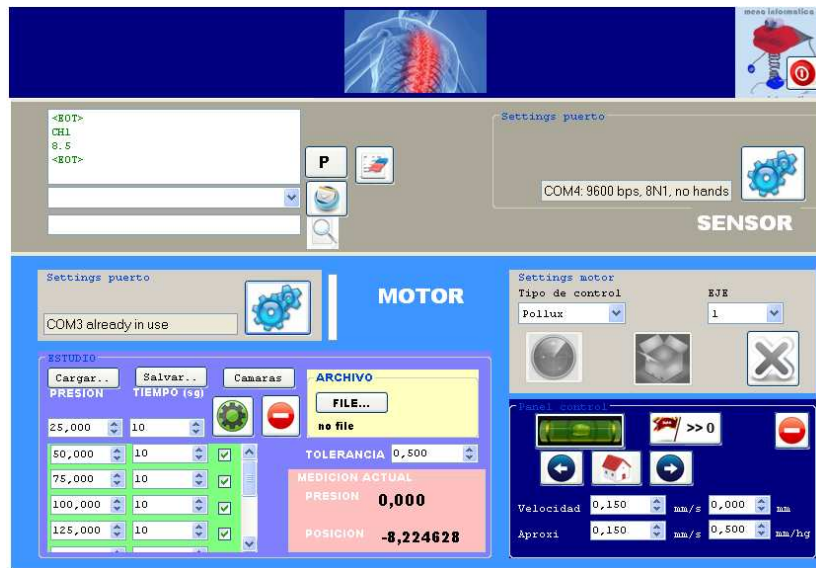 mena informatica
<EOT>
CH1
8.5
<EOT>
P
Settings puerto
COM4: 9600 bps, 8N1, no hands
SENSOR
Settings puerto
COM3 already in use
MOTOR
Settings motor
Tipo de control
EJE
Pollux
1
ESTUDIO
Cargar..
Salvar..
Camaras
PRESION
TIEMPO (sg)
25,000
10
50,000
10
75,000
10
100,000
10
125,000
10
ARCHIVO
FILE...
no file
TOLERANCIA
0,500
MEDICION ACTUAL
PRESION
0,000
POSICION
-8,224628
Panel control
>> 0
Velocidad
0,150
mm/s
0,000
mm
Aproxi
0,150
mm/s
0,500
mm/hg